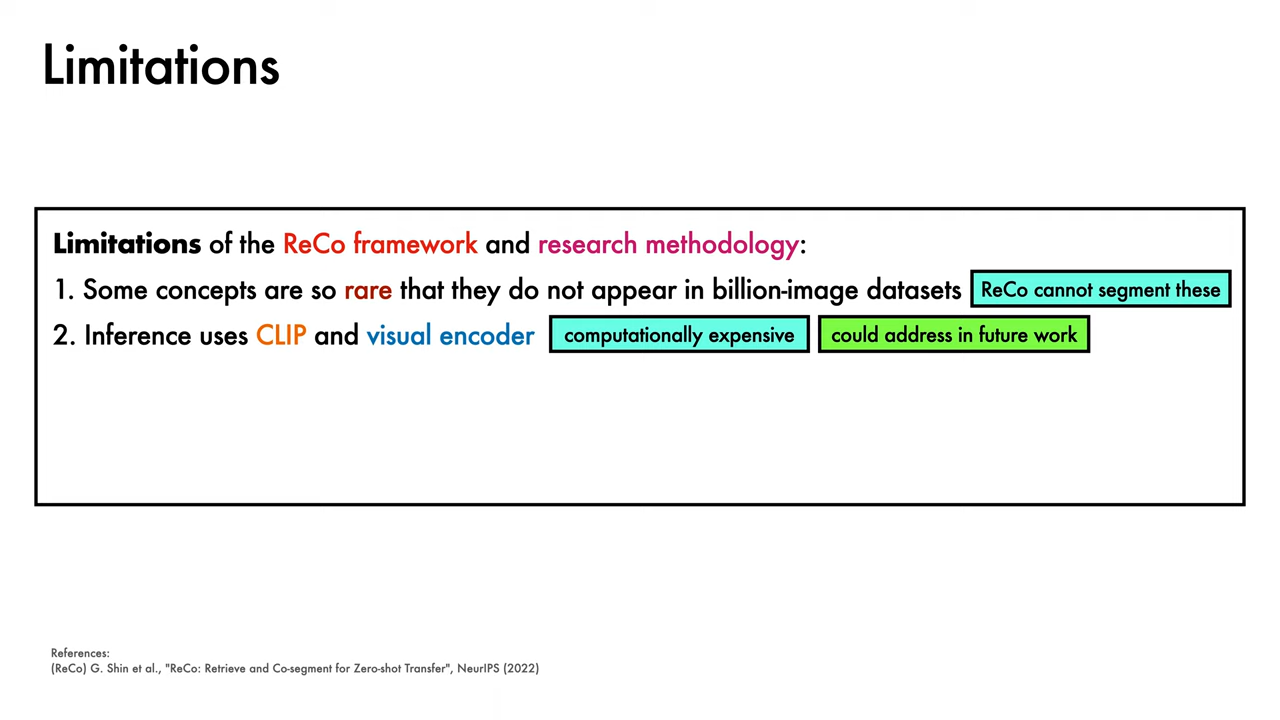 Limitations
Limitations of the ReCo framework and research methodology:
1. Some concepts are so rare that they do not appear in billion-image datasets ReCo cannot segment these
2. Inference uses CLIP and visual encoder computationally expensive could address in future work
References:
(ReCo) G. Shin et al., "ReCo: Retrieve and Co-segment for Zero-shot Transfer", NeurIPS (2022)